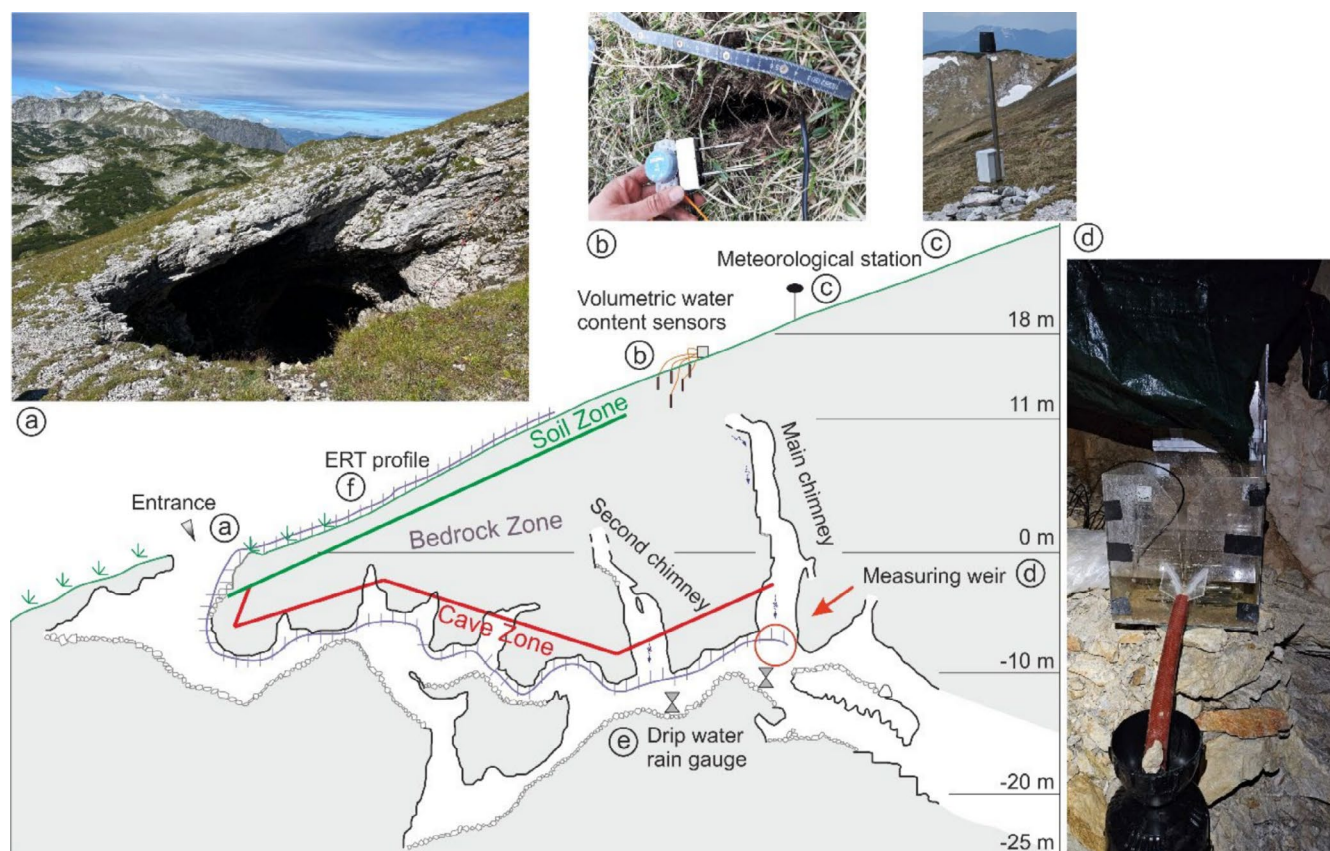 a
b
c
d
Meteorological station
c
Volumetric water
content sensors
b
18 m
11 m
Soil Zone
Main chimney
ERT profile
f
Entrance
a
Bedrock Zone
Second chimney
0 m
Measuring weir
d
Cave Zone
-10 m
e
Drip water
rain gauge
-20 m
-25 m